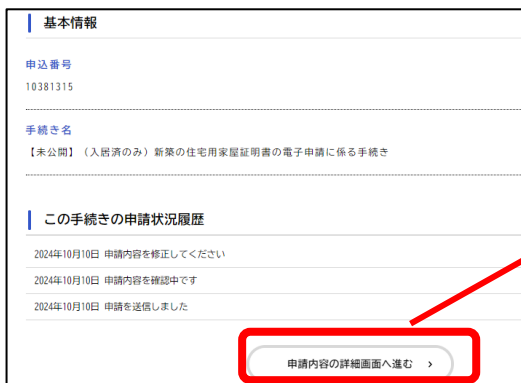 基本情報
申込番号
10381315
手続き名
【未公開】（入居済のみ）新築の住宅用家屋証明書の電子申請に係る手続き
この手続きの申請状況履歴
2024年10月10日 申請内容を修正してください
2024年10月10日 申請内容を確認中です
2024年10月10日 申請を送信しました
申請内容の詳細画面へ進む ›